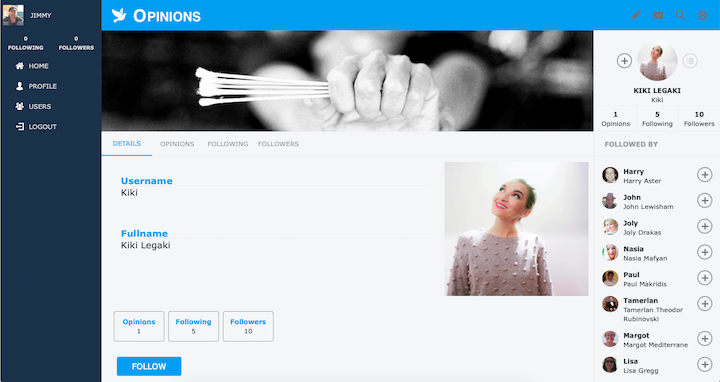 JIMMY
0
FOLLOWING
0
FOLLOWERS
HOME
PROFILE
USERS
LOGOUT
OPINIONS
DETAILS
OPINIONS
FOLLOWING
FOLLOWERS
Username
Kiki
Fullname
Kiki Legaki
Opinions
1
Following
5
Followers
10
FOLLOW
KIKI LEGAKI
Kiki
1
Opinions
5
Following
10
Followers
FOLLOWED BY
Harry
Harry Aster
John
John Lewisham
Joly
Joly Drakas
Nasia
Nasia Mafyan
Paul
Paul Makridis
Tamerlan
Tamerlan Theodor
Rubinovski
Margot
Margot Mediterrane
Lisa
Lisa Gregg